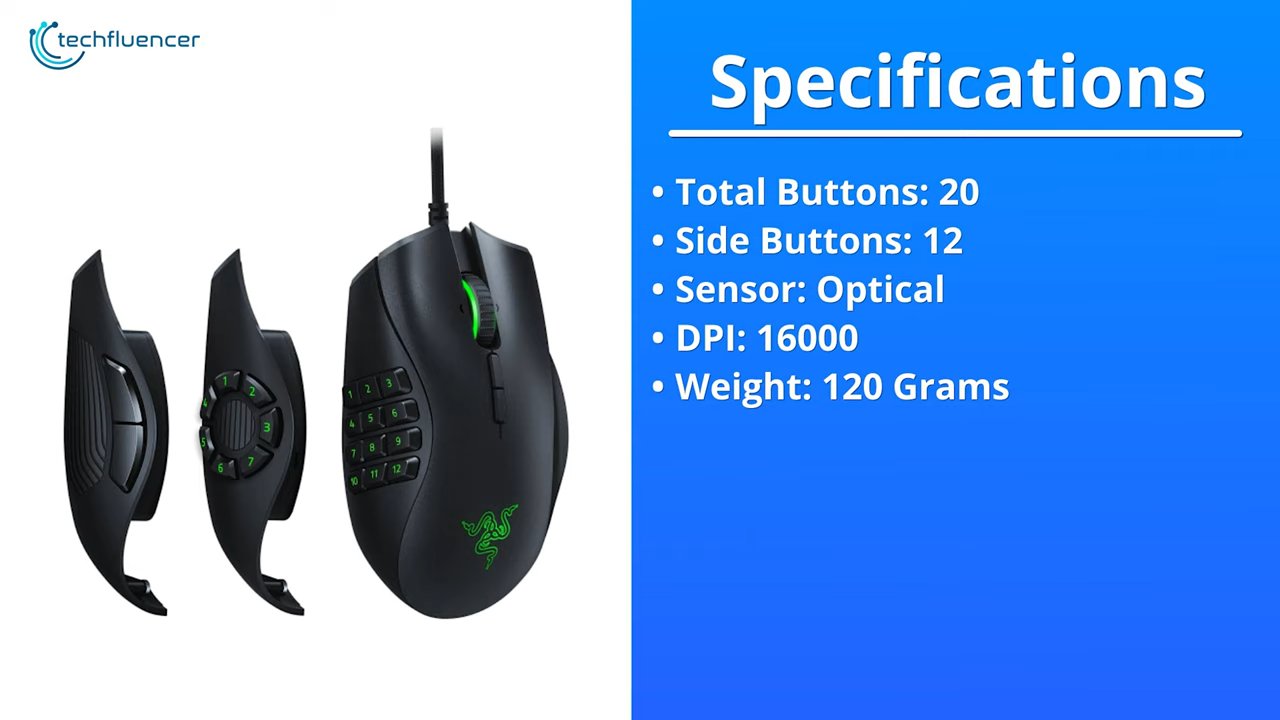 techfluencer
Specifications
• Total Buttons: 20
• Side Buttons: 12
• Sensor: Optical
• DPI: 16000
• Weight: 120 Grams
1 2 3 4 5 6 7
1 2 3
4 5 6
7 8 9
10 11 12